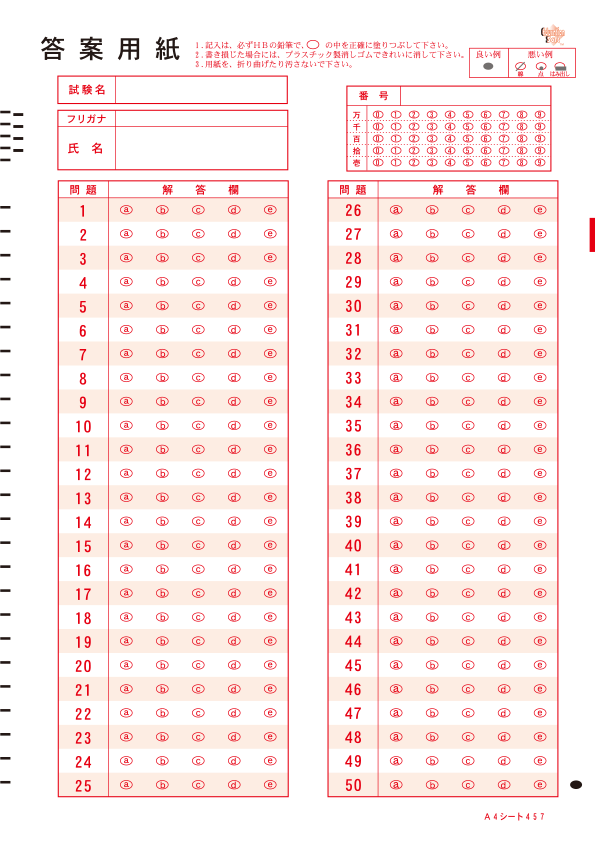 答案用紙
1.記入は、必ずHBの鉛筆で、 の中を正確に塗りつぶして下さい。
2.書き損じた場合には、プラスチック製消しゴムできれいに消して下さい。
3.用紙を、折り曲げたり汚さないで下さい。
良い例 悪い例
線 点 はみ出し
試験名
フリガナ
氏名
番号
万 0 1 2 3 4 5 6 7 8 9
千 0 1 2 3 4 5 6 7 8 9
百 0 1 2 3 4 5 6 7 8 9
拾 0 1 2 3 4 5 6 7 8 9
壱 0 1 2 3 4 5 6 7 8 9
問題 解答欄
1 a b c d e
2 a b c d e
3 a b c d e
4 a b c d e
5 a b c d e
6 a b c d e
7 a b c d e
8 a b c d e
9 a b c d e
10 a b c d e
11 a b c d e
12 a b c d e
13 a b c d e
14 a b c d e
15 a b c d e
16 a b c d e
17 a b c d e
18 a b c d e
19 a b c d e
20 a b c d e
21 a b c d e
22 a b c d e
23 a b c d e
24 a b c d e
25 a b c d e
問題 解答欄
26 a b c d e
27 a b c d e
28 a b c d e
29 a b c d e
30 a b c d e
31 a b c d e
32 a b c d e
33 a b c d e
34 a b c d e
35 a b c d e
36 a b c d e
37 a b c d e
38 a b c d e
39 a b c d e
40 a b c d e
41 a b c d e
42 a b c d e
43 a b c d e
44 a b c d e
45 a b c d e
46 a b c d e
47 a b c d e
48 a b c d e
49 a b c d e
50 a b c d e
A4シート457